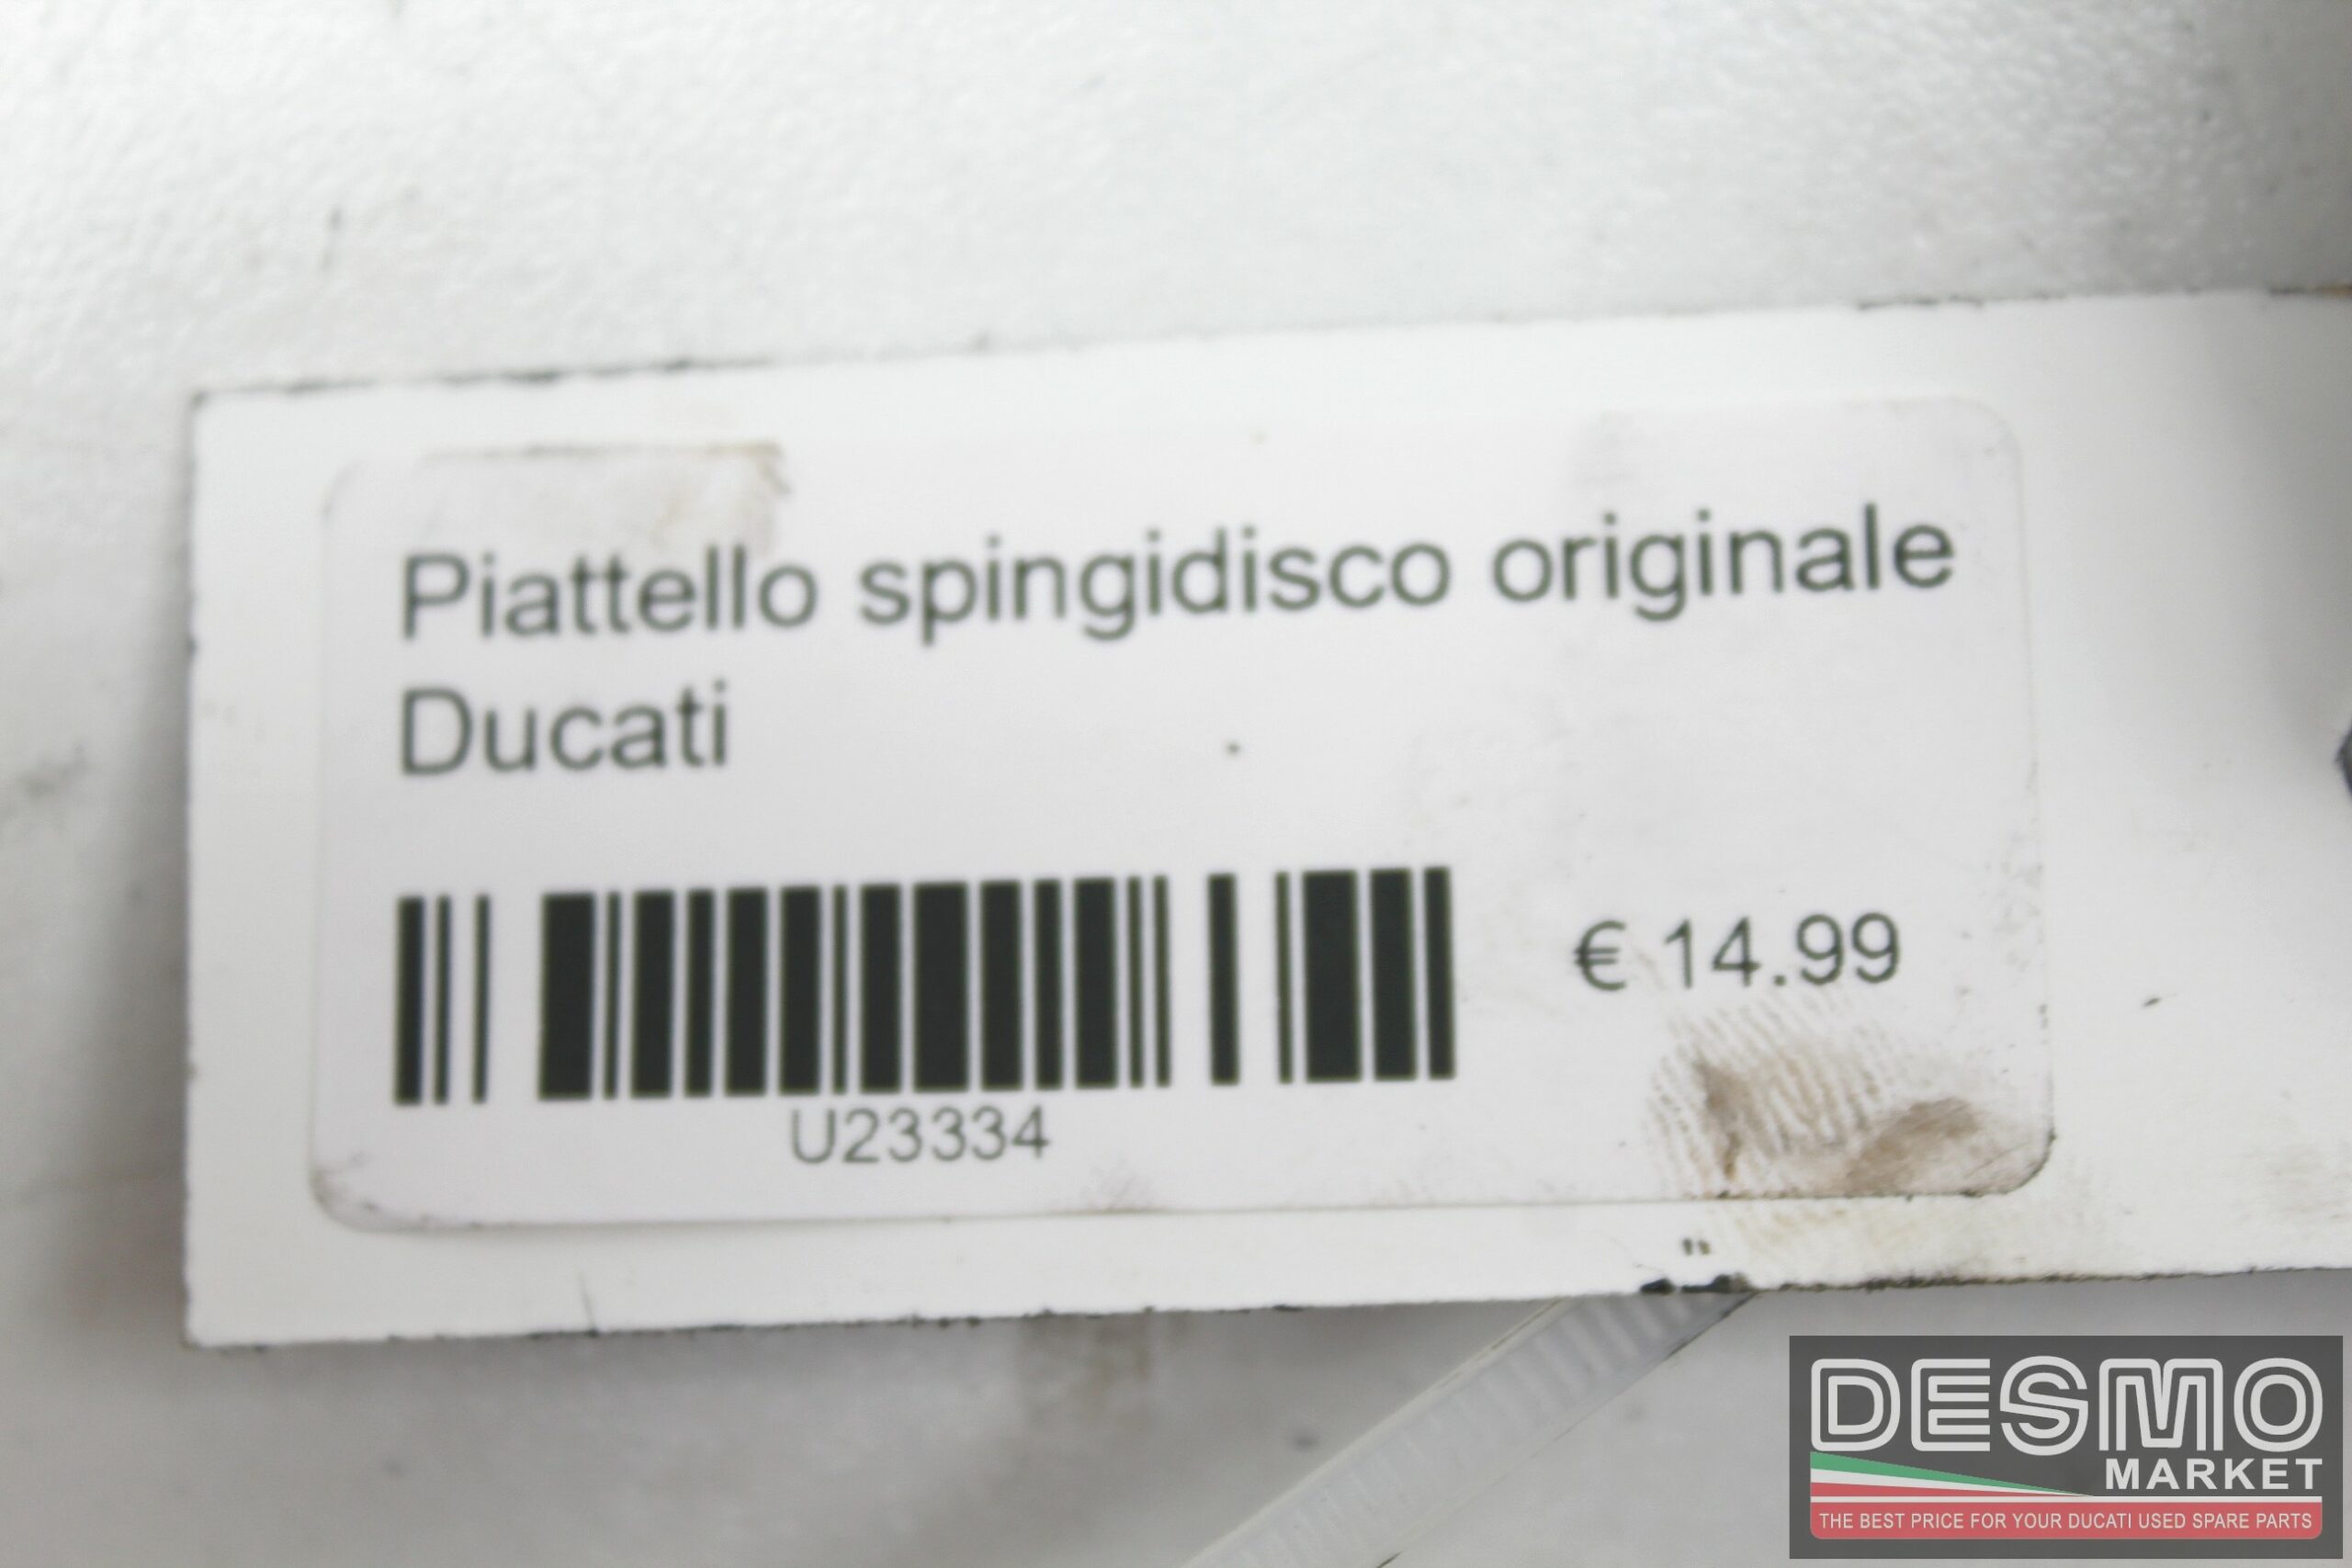 Piattello spingidisco originale
Ducati
€ 14.99
U23334
DESMO
MARKET
THE BEST PRICE FOR YOUR DUCATI USED SPARE PARTS